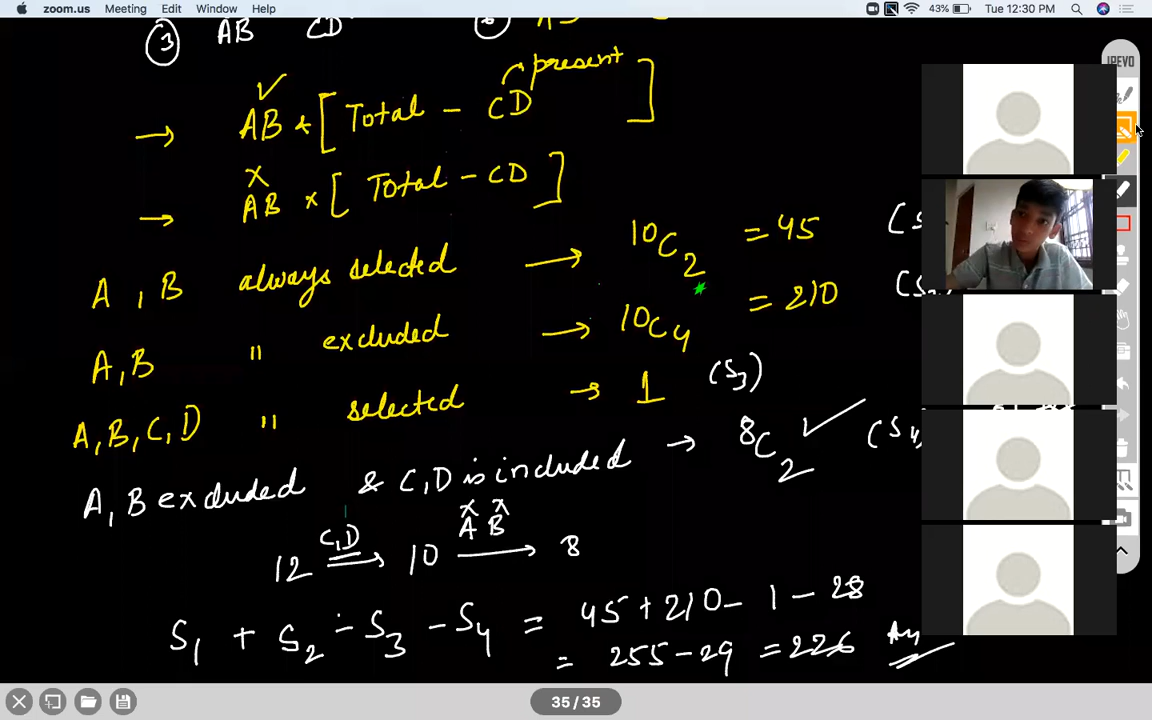 zoom.us Meeting Edit Window Help 43% Tue 12:30 PM
③ AB CD
→ AB * [ Total - CD present ]
✓
→ AB × [ Total - CD ]
×
A , B always selected → 10C2 = 45
A,B " excluded → 10C4 = 210
A,B,C,D " selected → 1 (S3)
A, B excluded & C,D is included → 8C2 ✓ (S4
12 C,D → 10 A B → 8
× ×
S1 + S2 - S3 - S4 = 45 + 210 - 1 - 28
= 255 - 29 = 226 Ans
IPEVO
35 / 35